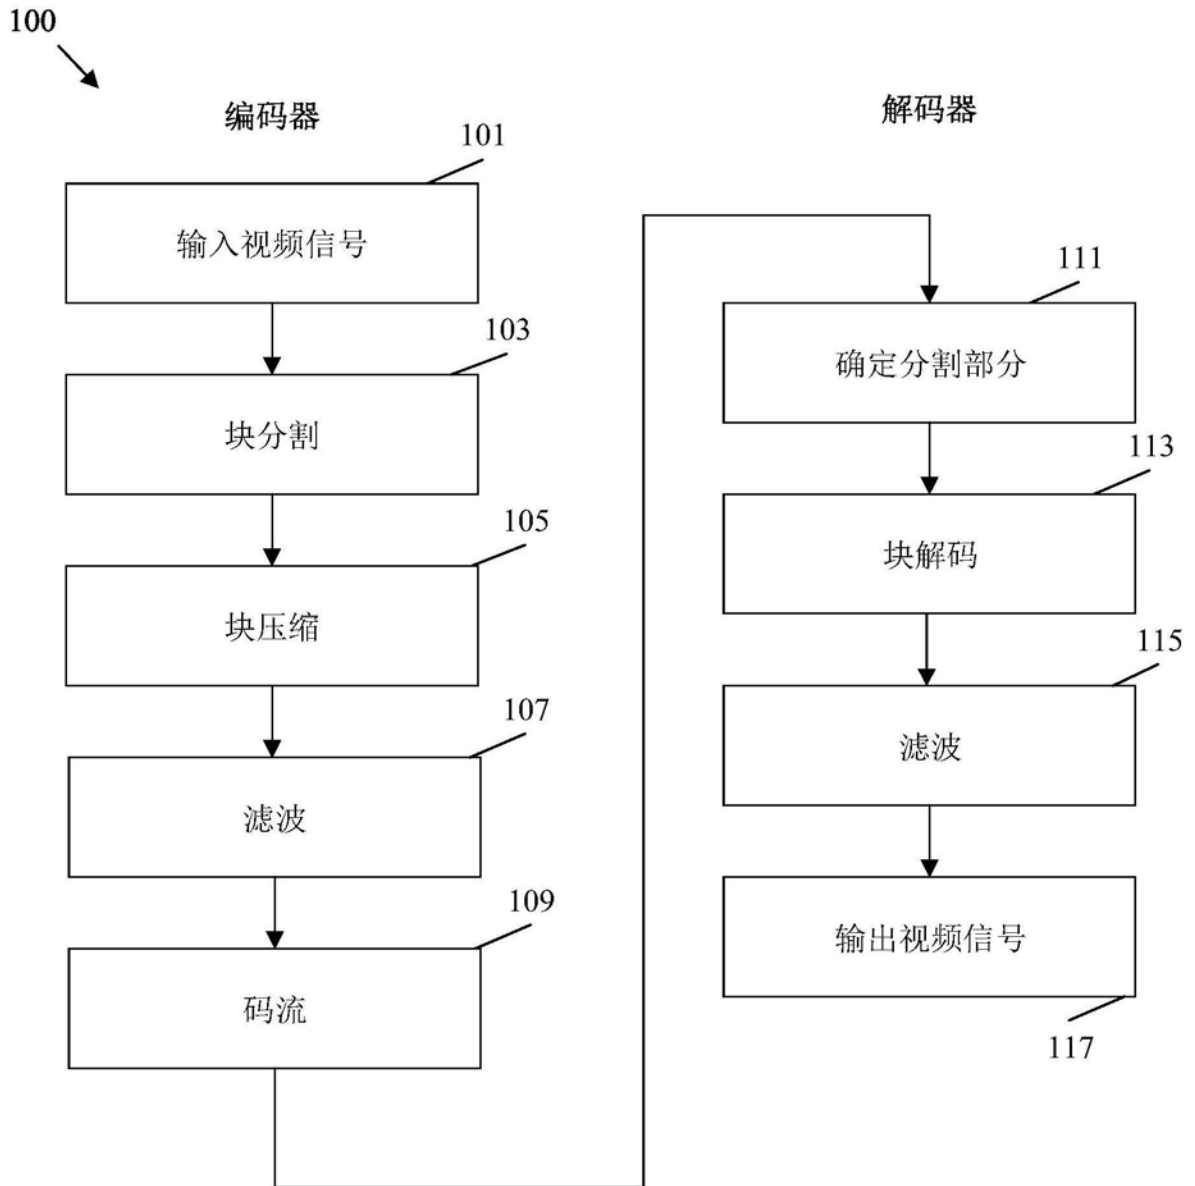 100
编码器
101
输入视频信号
103
块分割
105
块压缩
107
滤波
109
码流
解码器
111
确定分割部分
113
块解码
115
滤波
输出视频信号
117